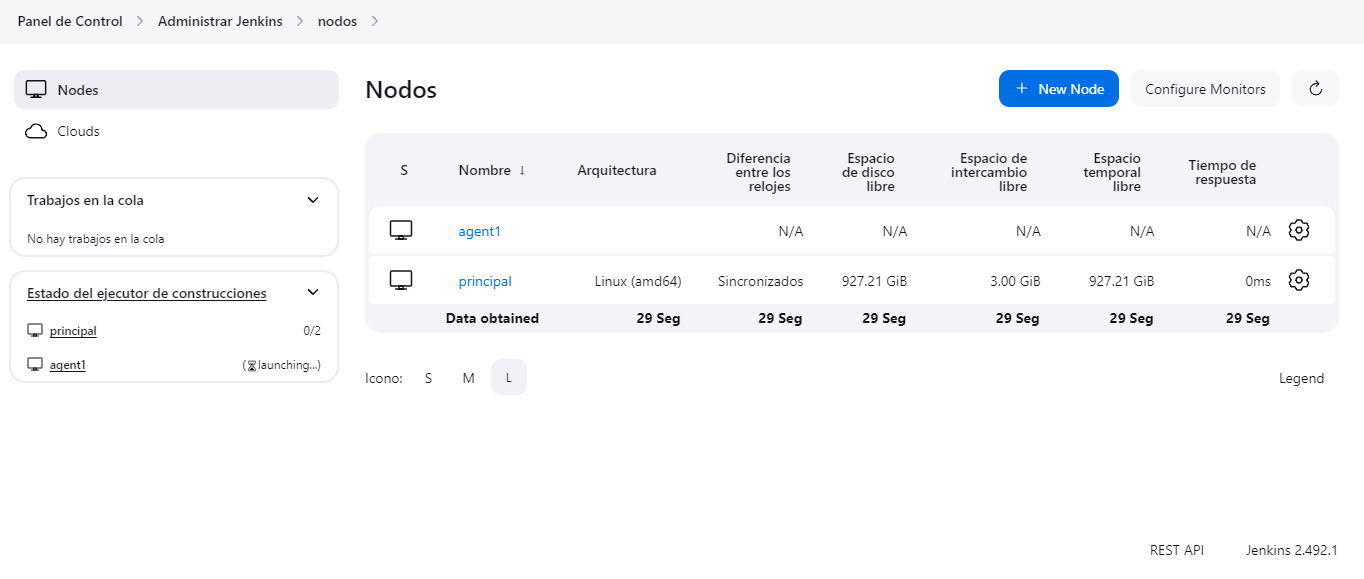 Panel de Control > Administrar Jenkins > nodos >
Nodes
Clouds
Trabajos en la cola
No hay trabajos en la cola
Estado del ejecutor de construcciones
principal 0/2
agent1 (⌛launching...)
Nodos
+ New Node
Configure Monitors
S Nombre ↓ Arquitectura Diferencia entre los relojes Espacio de disco libre Espacio de intercambio libre Espacio temporal libre Tiempo de respuesta
agent1 N/A N/A N/A N/A N/A
principal Linux (amd64) Sincronizados 927.21 GiB 3.00 GiB 927.21 GiB 0ms
Data obtained 29 Seg 29 Seg 29 Seg 29 Seg 29 Seg 29 Seg
Icono: S M L
Legend
REST API Jenkins 2.492.1